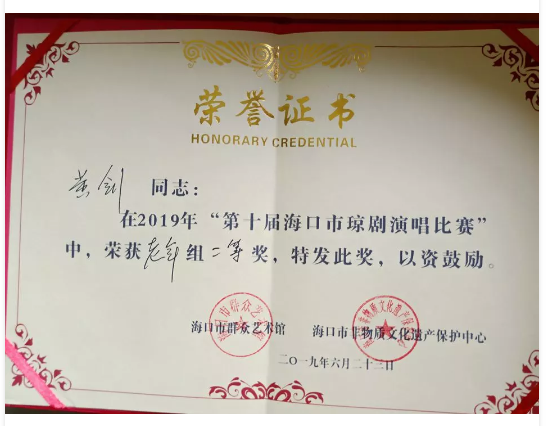 荣誉证书
HONORARY CREDENTIAL
黄剑 同志：
在2019年“第十届海口市琼剧演唱比赛”
中，荣获老年组二等奖，特发此奖，以资鼓励。
海口市群众艺术馆 海口市非物质文化遗产保护中心
二〇一九年六月二十三日